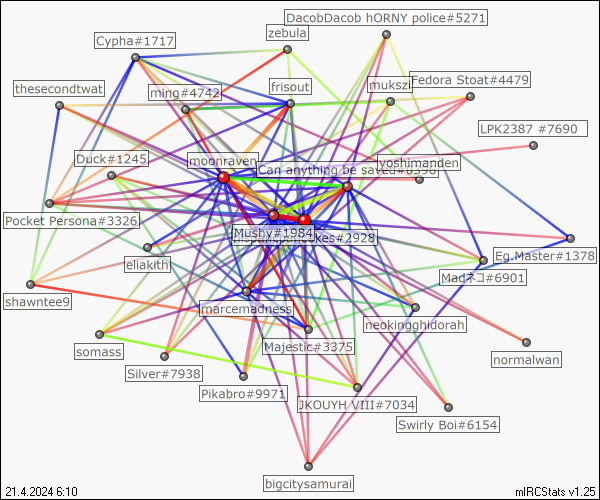 DacobDacob hORNY police#5271
zebula
Cypha#1717
Fedora Stoat#4479
mukszi
frisout
ming#4742
thesecondtwat
LPK2387 #7690
Duck#1245
moonraven
yoshimanden
Can anything be saved#8398
Pocket Persona#3326
Mushy#1984
#2928
Eg.Master#1378
eliakith
Madネコ#6901
shawntee9
marcemadness
neokingghidorah
Majestic#3375
somass
normalwan
Silver#7938
Pikabro#9971
JKOUYH VIII#7034
Swirly Boi#6154
bigcitysamurai
21.4.2024 6:10
mIRCStats v1.25